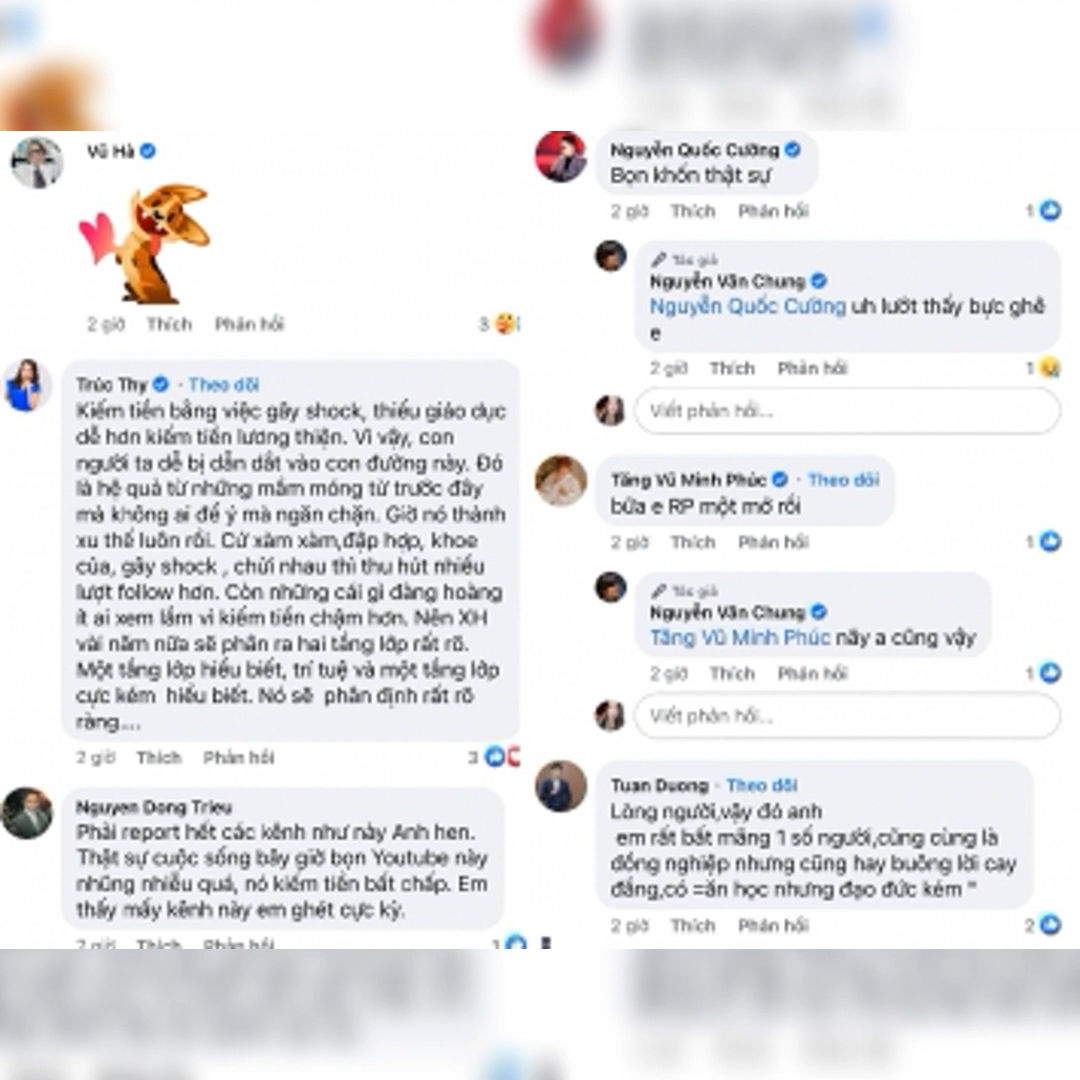 Vũ Hà
2 giờ Thích Phản hồi 3
Trúc Thy · Theo dõi
Kiếm tiền bằng việc gây shock, thiếu giáo dục
dễ hơn kiếm tiền lương thiện. Vì vậy, con
người ta dễ bị dẫn dắt vào con đường này. Đó
là hệ quả từ những mầm móng từ trước đây
mà không ai để ý mà ngăn chặn. Giờ nó thành
xu thế luôn rồi. Cứ xàm xàm,đập hợp, khoe
của, gây shock , chửi nhau thì thu hút nhiều
lượt follow hơn. Còn những cái gì đàng hoàng
ít ai xem lắm vì kiếm tiền chậm hơn. Nên XH
vài năm nữa sẽ phân ra hai tầng lớp rất rõ.
Một tầng lớp hiểu biết, trí tuệ và một tầng lớp
cực kém hiểu biết. Nó sẽ phân định rất rõ
ràng....
2 giờ Thích Phản hồi 3
Nguyen Dong Trieu
Phải report hết các kênh như này Anh hen.
Thật sự cuộc sống bây giờ bọn Youtube này
nhũng nhiễu quá, nó kiếm tiền bất chấp. Em
thấy mấy kênh này em ghét cực kỳ.
2 giờ Thích Phản hồi 1
Nguyễn Quốc Cường
Bọn khốn thật sự
2 giờ Thích Phản hồi 1
Tác giả
Nguyễn Văn Chung
Nguyễn Quốc Cường uh lướt thấy bực ghê
e
2 giờ Thích Phản hồi 1
Viết phản hồi...
Tăng Vũ Minh Phúc · Theo dõi
bữa e RP một mớ rồi
2 giờ Thích Phản hồi 1
Tác giả
Nguyễn Văn Chung
Tăng Vũ Minh Phúc nãy a cũng vậy
2 giờ Thích Phản hồi 1
Viết phản hồi...
Tuan Duong · Theo dõi
Lòng người,vậy đó anh
em rất bất mãng 1 số người,cũng cùng là
đồng nghiệp nhưng cũng hay buông lời cay
đắng,có =ăn học nhưng đạo đức kém "
2 giờ Thích Phản hồi 2